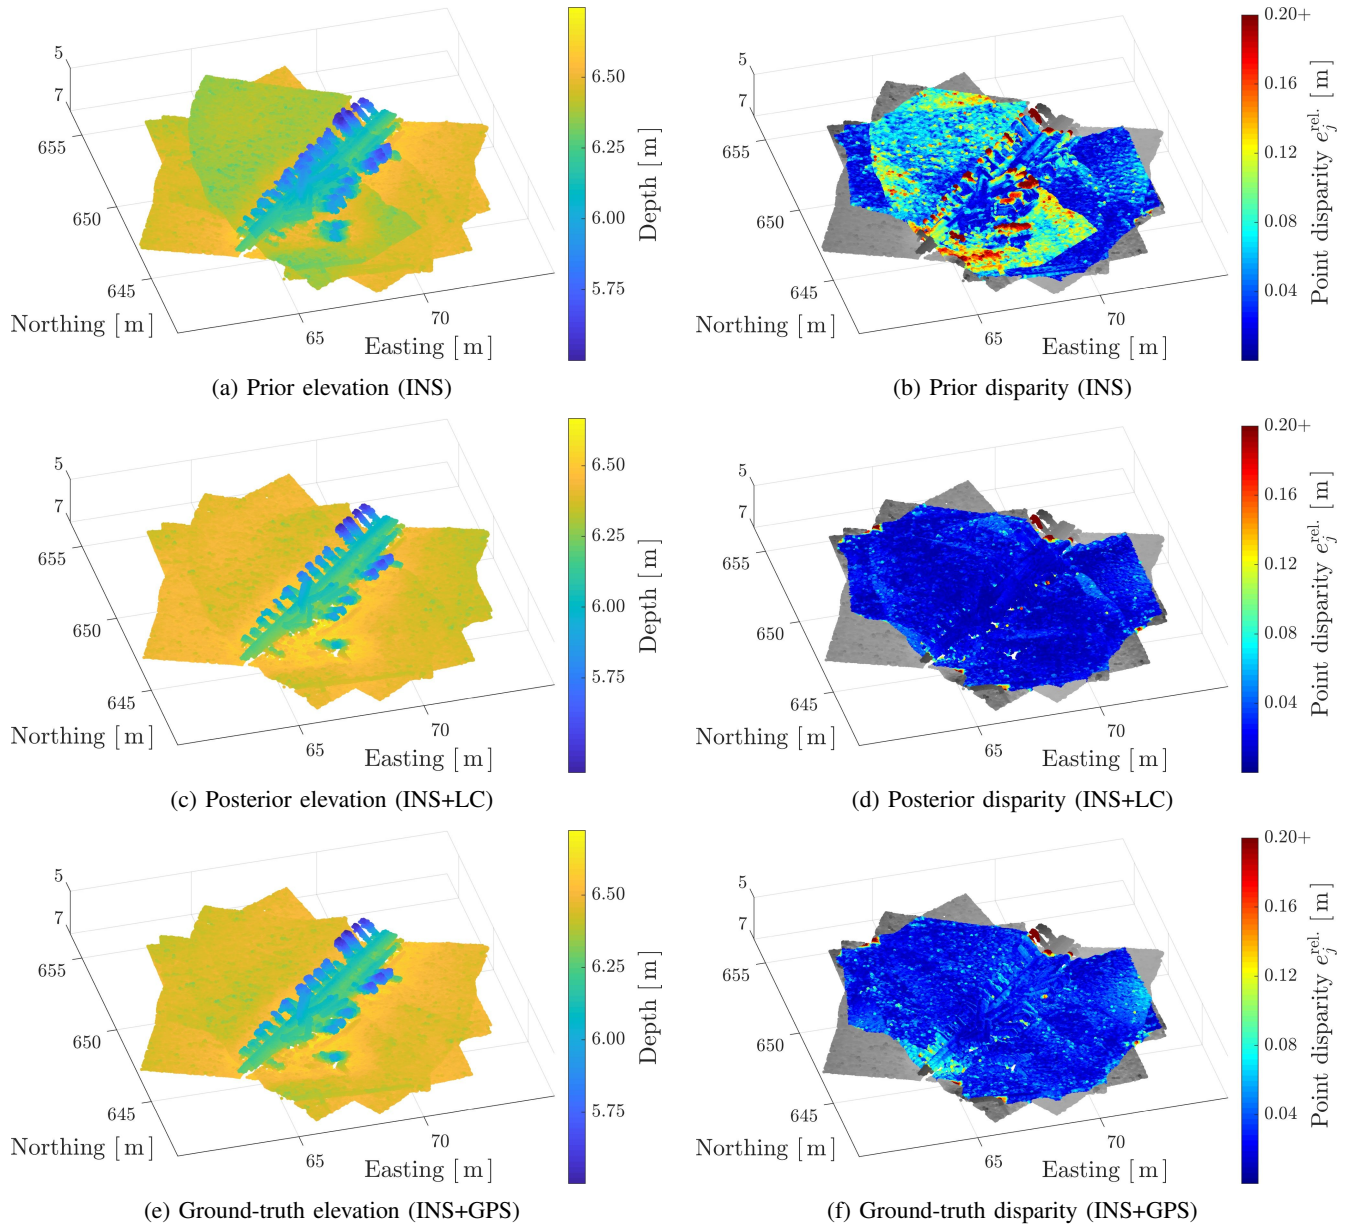 5
7
655
650
645
Northing [ m ]
65
70
Easting [ m ]
6.50
6.25
6.00
5.75
Depth [ m ]
(a) Prior elevation (INS)
5
7
655
650
645
Northing [ m ]
65
70
Easting [ m ]
0.20+
0.16
0.12
0.08
0.04
Point disparity e_j^rel. [ m ]
(b) Prior disparity (INS)
5
7
655
650
645
Northing [ m ]
65
70
Easting [ m ]
6.50
6.25
6.00
5.75
Depth [ m ]
(c) Posterior elevation (INS+LC)
5
7
655
650
645
Northing [ m ]
65
70
Easting [ m ]
0.20+
0.16
0.12
0.08
0.04
Point disparity e_j^rel. [ m ]
(d) Posterior disparity (INS+LC)
5
7
655
650
645
Northing [ m ]
65
70
Easting [ m ]
6.50
6.25
6.00
5.75
Depth [ m ]
(e) Ground-truth elevation (INS+GPS)
5
7
655
650
645
Northing [ m ]
65
70
Easting [ m ]
0.20+
0.16
0.12
0.08
0.04
Point disparity e_j^rel. [ m ]
(f) Ground-truth disparity (INS+GPS)